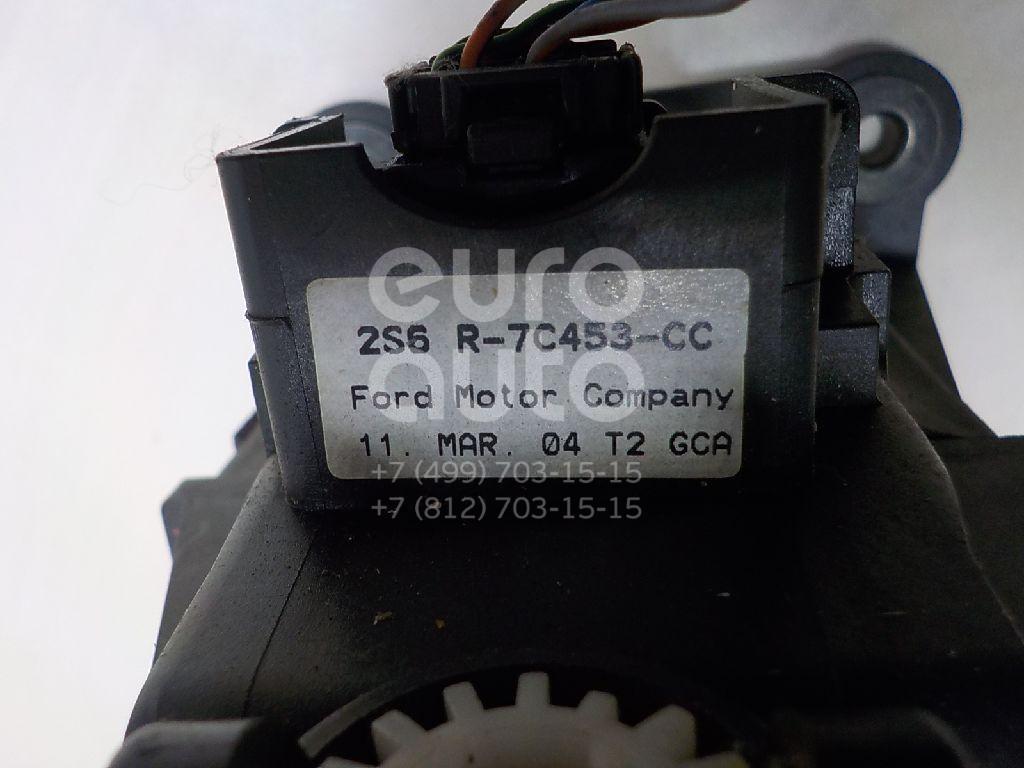 euro
auto
2S6 R-7C453-CC
Ford Motor Company
11. MAR. 04 T2 GCA
+7 (499) 703-15-15
+7 (812) 703-15-15